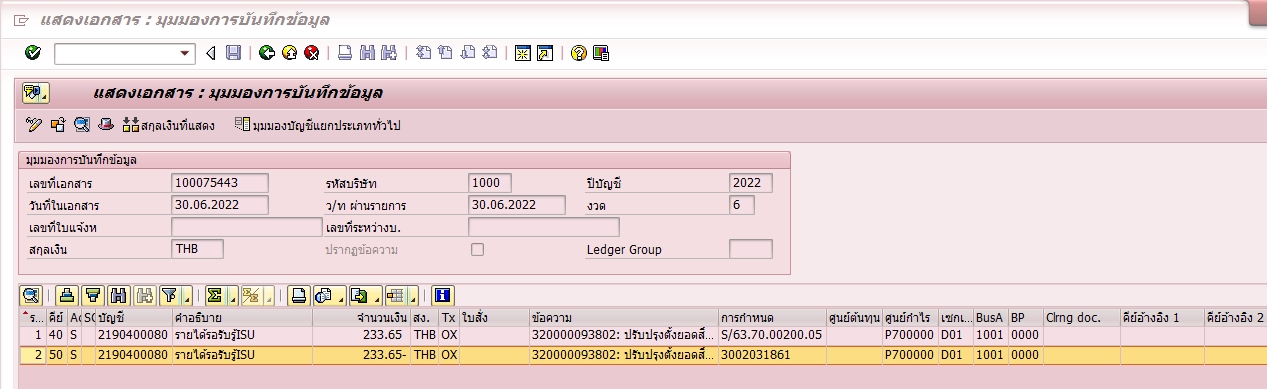 แสดงเอกสาร : มุมมองการบันทึกข้อมูล
แสดงเอกสาร : มุมมองการบันทึกข้อมูล
สกุลเงินที่แสดง มุมมองบัญชีแยกประเภททั่วไป
มุมมองการบันทึกข้อมูล
เลขที่เอกสาร 100075443 รหัสบริษัท 1000 ปีบัญชี 2022
วันที่ในเอกสาร 30.06.2022 ว/ท ผ่านรายการ 30.06.2022 งวด 6
เลขที่ใบแจ้งห เลขที่ระหว่างบ.
สกุลเงิน THB ปรากฏข้อความ Ledger Group
ร... คีย์ Ac SG บัญชี คำอธิบาย จำนวนเงิน สง. Tx ใบสั่ง ข้อความ การกำหนด ศูนย์ต้นทุน ศูนย์กำไร เซกเ... BusA BP Clrng doc. คีย์อ้างอิง 1 คีย์อ้างอิง 2
1 40 S 2190400080 รายได้รอรับรู้ISU 233.65 THB OX 320000093802: ปรับปรุงตั้งยอดสื่... S/63.70.00200.05 P700000 D01 1001 0000
2 50 S 2190400080 รายได้รอรับรู้ISU 233.65- THB OX 320000093802: ปรับปรุงตั้งยอดสื่... 3002031861 P700000 D01 1001 0000